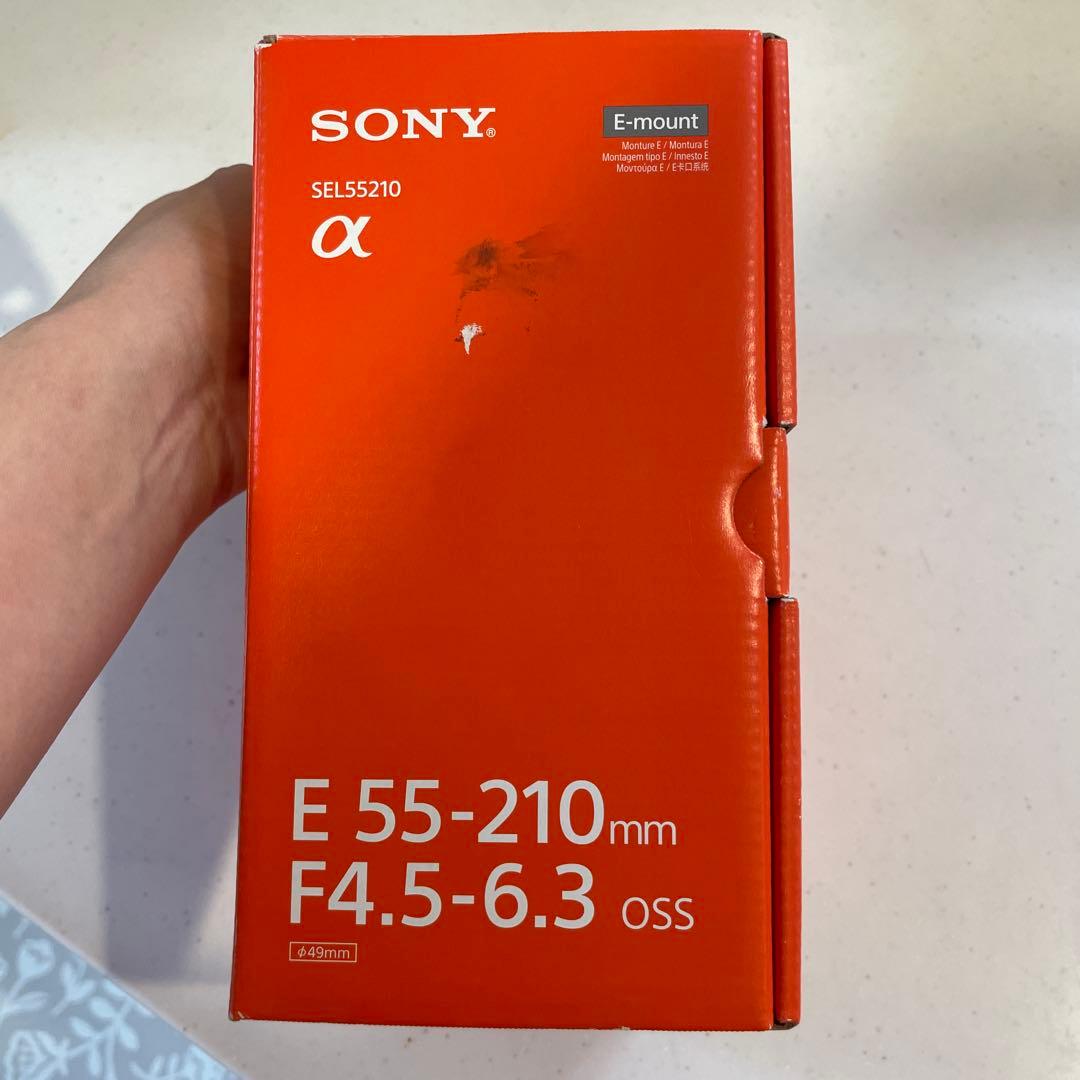 SONY®
SEL55210
α
E-mount
Monture E / Montura E
Montagem tipo E / Innesto E
Μοντούρα E / E卡口系统
E 55-210mm
F4.5-6.3 OSS
ϕ49mm